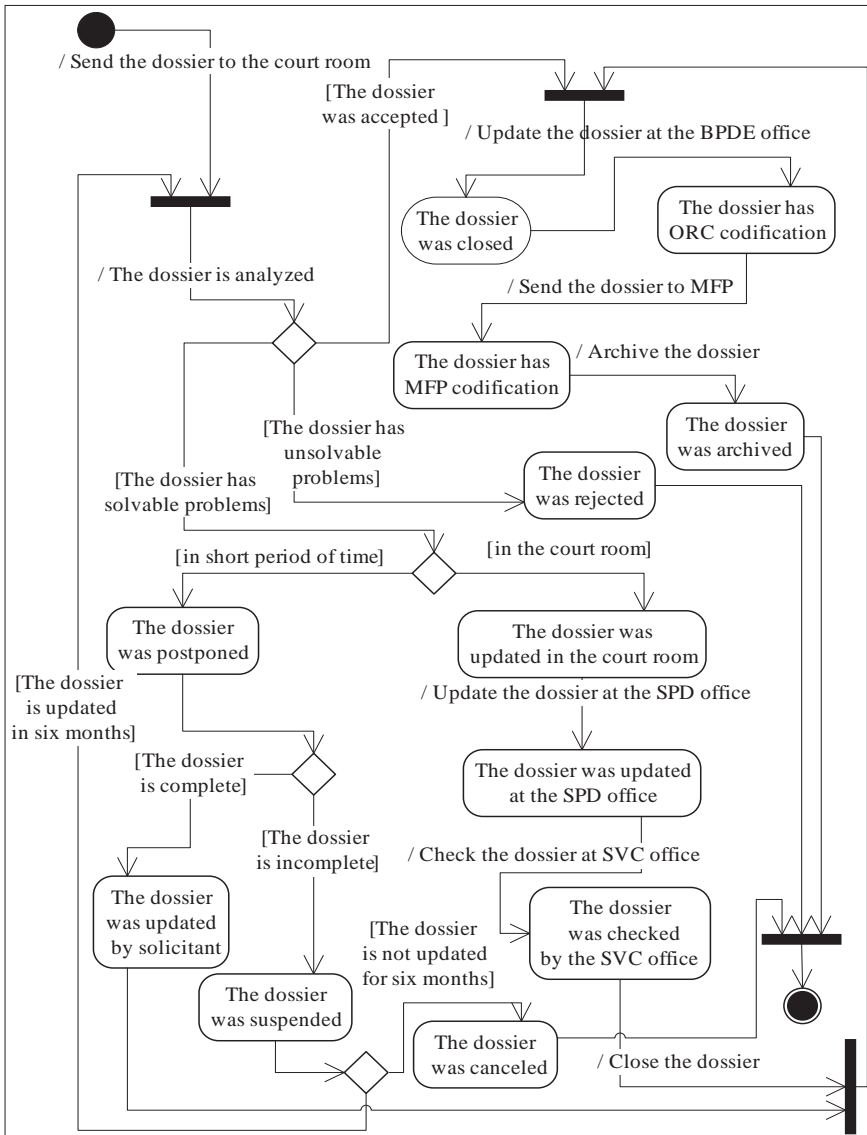 / Send the dossier to the court room
[The dossier
was accepted ]
/ Update the dossier at the BPDE office
The dossier
was closed
The dossier has
ORC codification
/ The dossier is analyzed
/ Send the dossier to MFP
The dossier has
MFP codification
/ Archive the dossier
The dossier
was archived
[The dossier has
unsolvable
problems]
[The dossier has
solvable problems]
The dossier
was rejected
[in short period of time]
[in the court room]
The dossier
was postponed
The dossier was
updated in the court room
[The dossier
is updated
in six months]
/ Update the dossier at the SPD office
[The dossier
is complete]
The dossier was updated
at the SPD office
[The dossier
is incomplete]
/ Check the dossier at SVC office
The dossier
was updated
by solicitant
The dossier
was checked
by the SVC office
[The dossier
is not updated
for six months]
The dossier
was suspended
The dossier
was canceled
/ Close the dossier